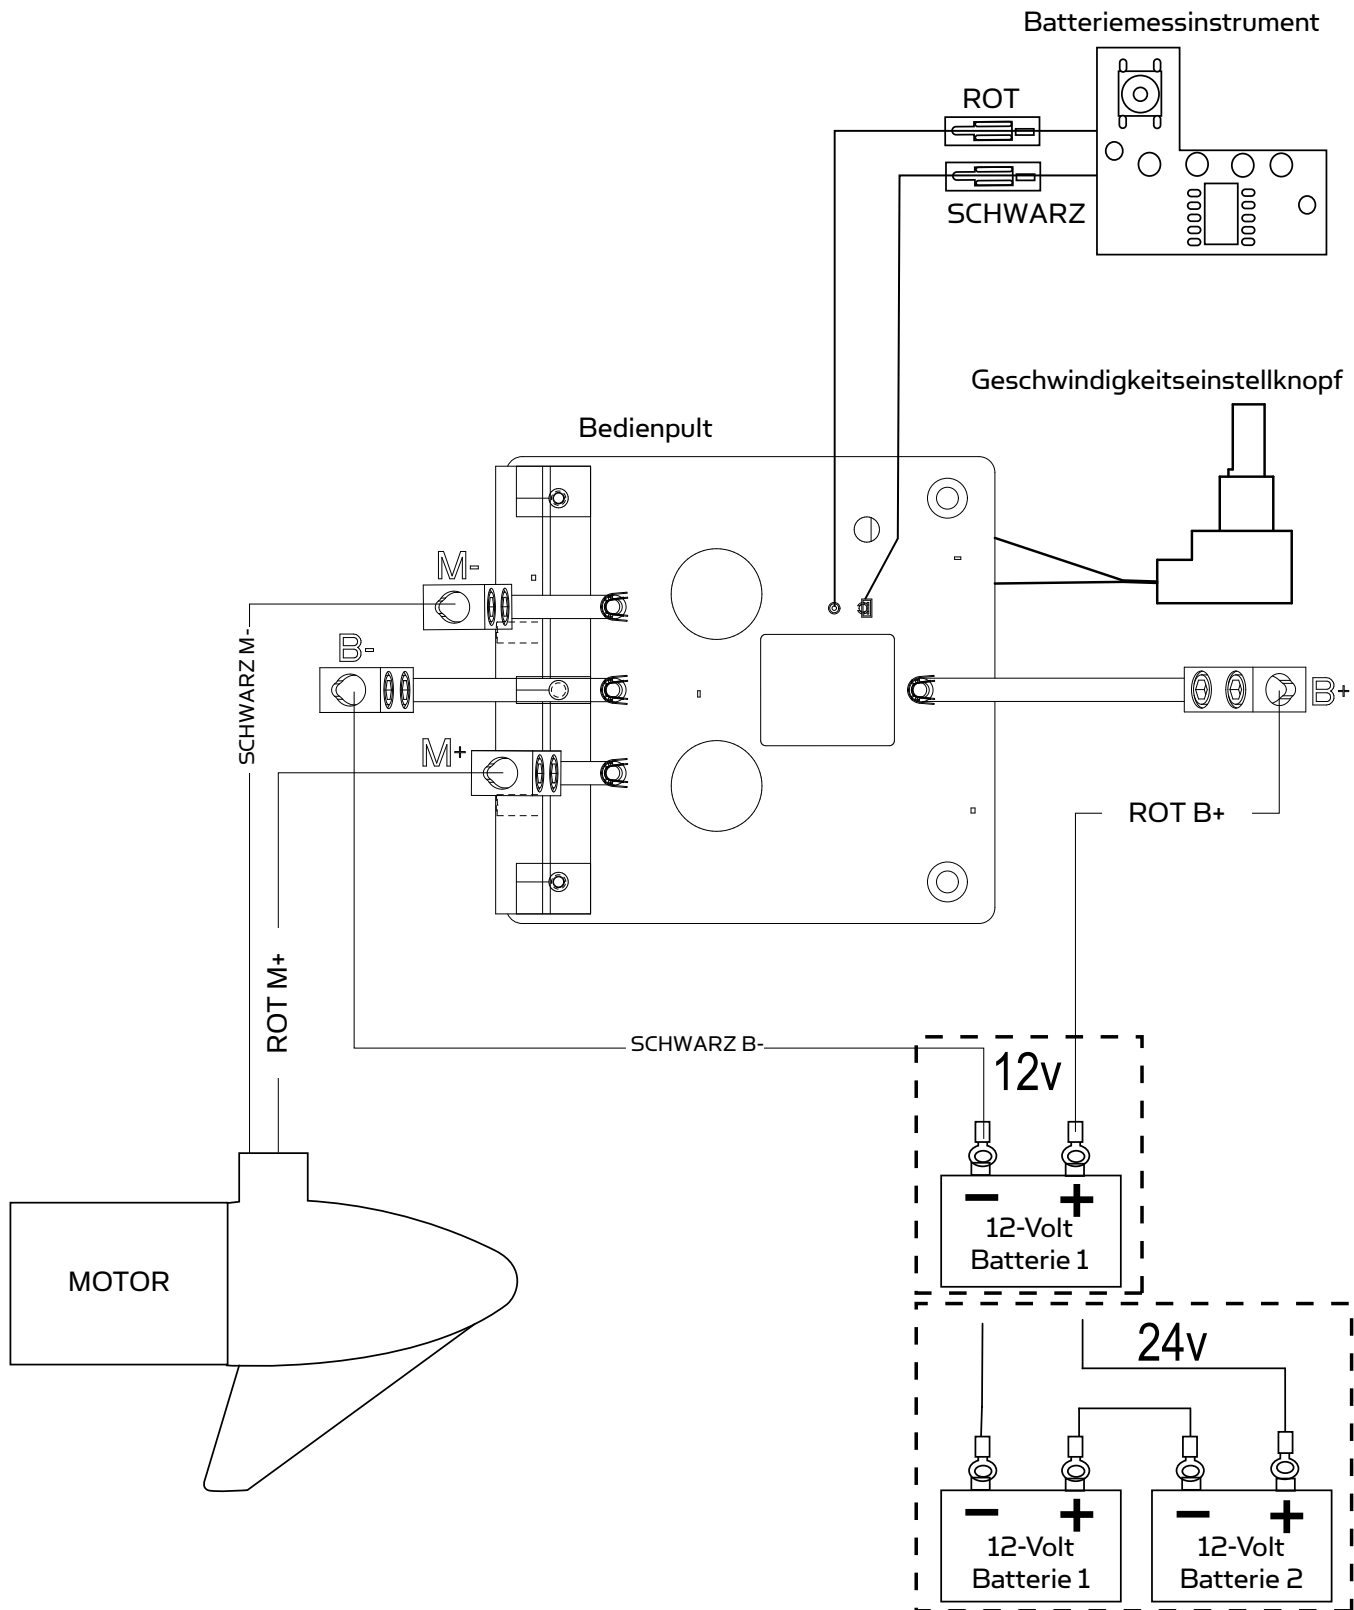 Batteriemessinstrument
ROT
SCHWARZ
Geschwindigkeitseinstellknopf
Bedienpult
M-
B-
SCHWARZ M-
M+
B+
ROT B+
ROT M+
SCHWARZ B-
12v
- +
12-Volt
Batterie 1
MOTOR
24v
- +
12-Volt
Batterie 1
- +
12-Volt
Batterie 2